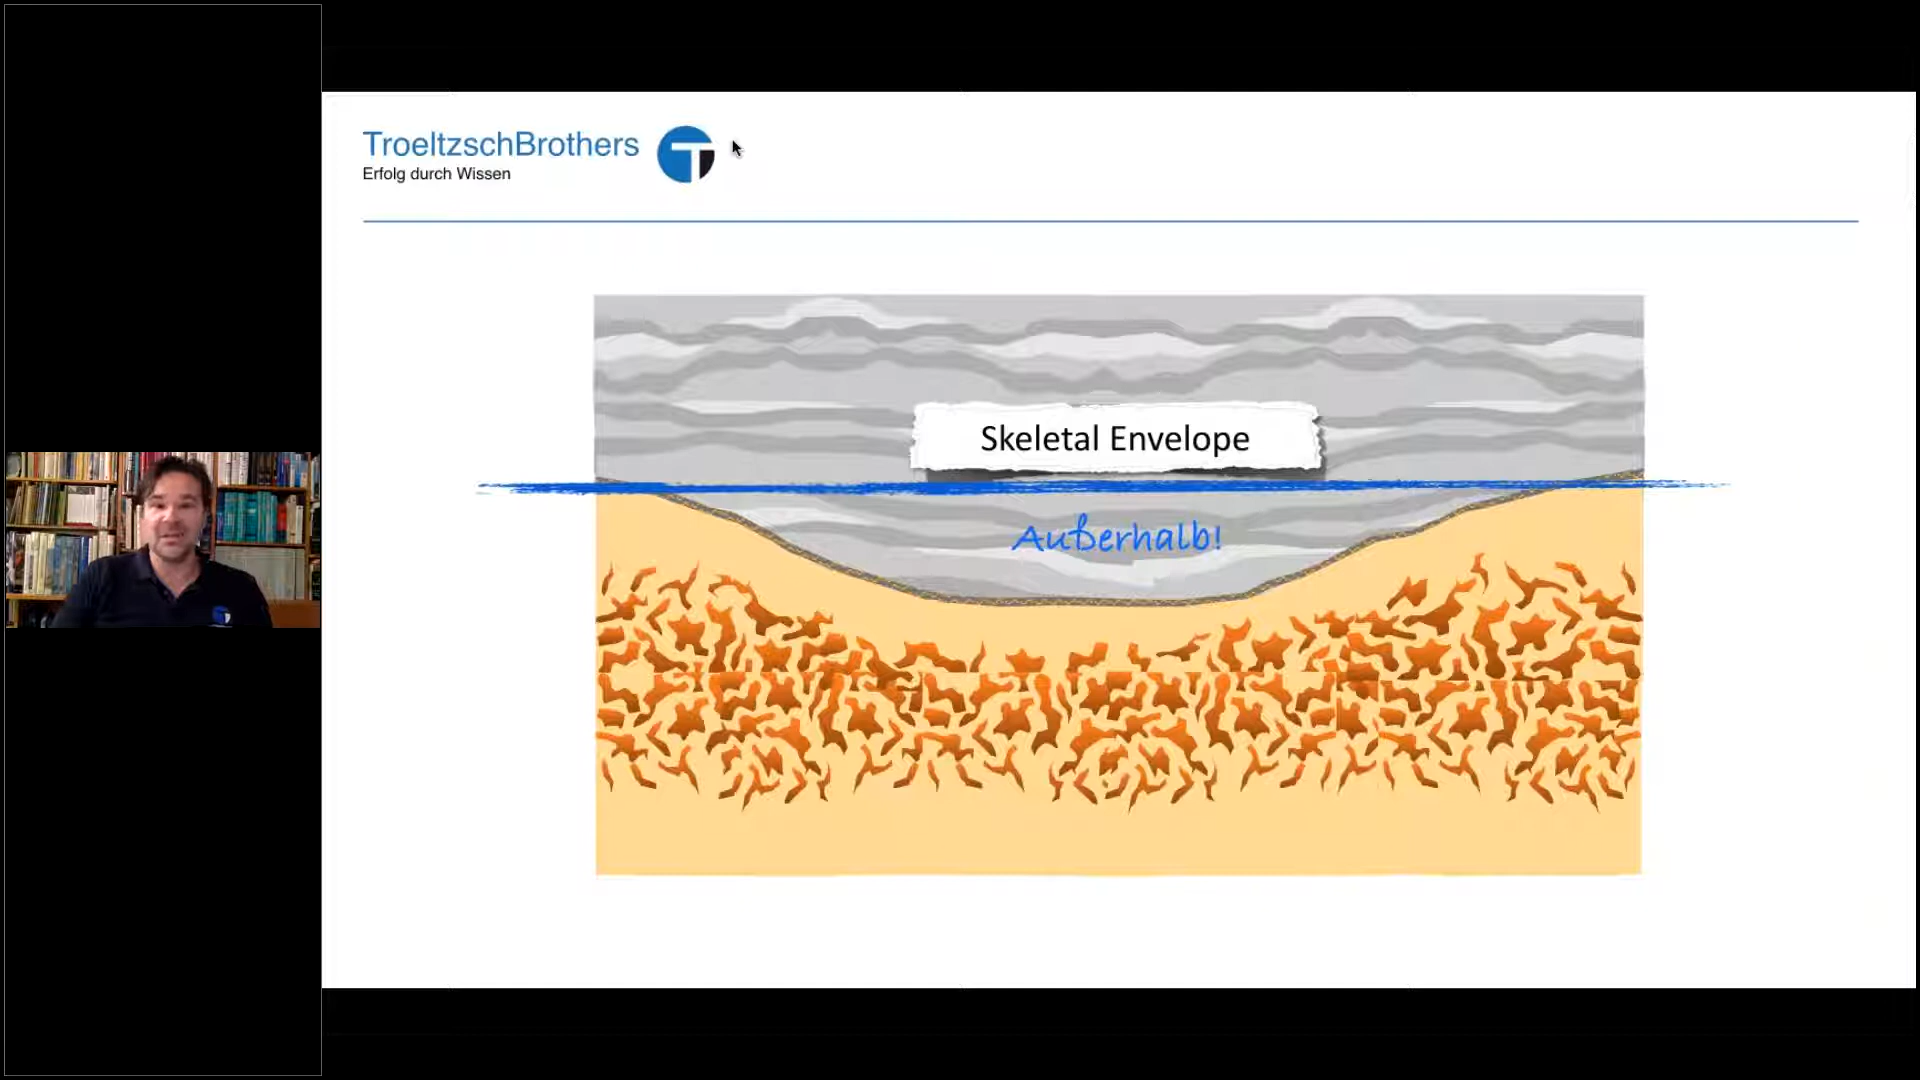 TroeltzschBrothers
Erfolg durch Wissen
Skeletal Envelope
Außerhalb!